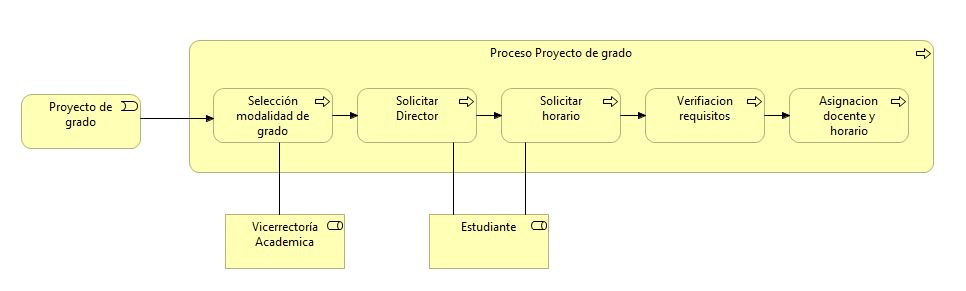 Proceso Proyecto de grado
Proyecto de
grado
Selección
modalidad de
grado
Solicitar
Director
Solicitar
horario
Verifiacion
requisitos
Asignacion
docente y
horario
Vicerrectoría
Academica
Estudiante